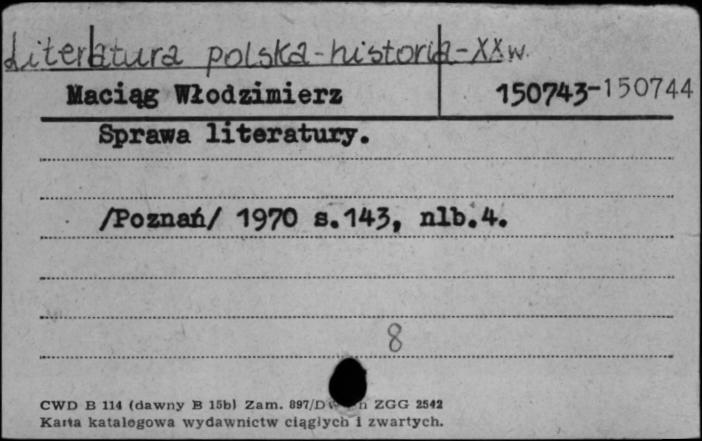 Literatura polska-historia-XXw.
Maciąg Włodzimierz 150743-150744
Sprawa literatury.
/Poznań/ 1970 s.143, nlb.4.
8
CWD B 114 (dawny B 15b) Zam. 897/D ZGG 2542
Karta katalogowa wydawnictw ciągłych i zwartych.